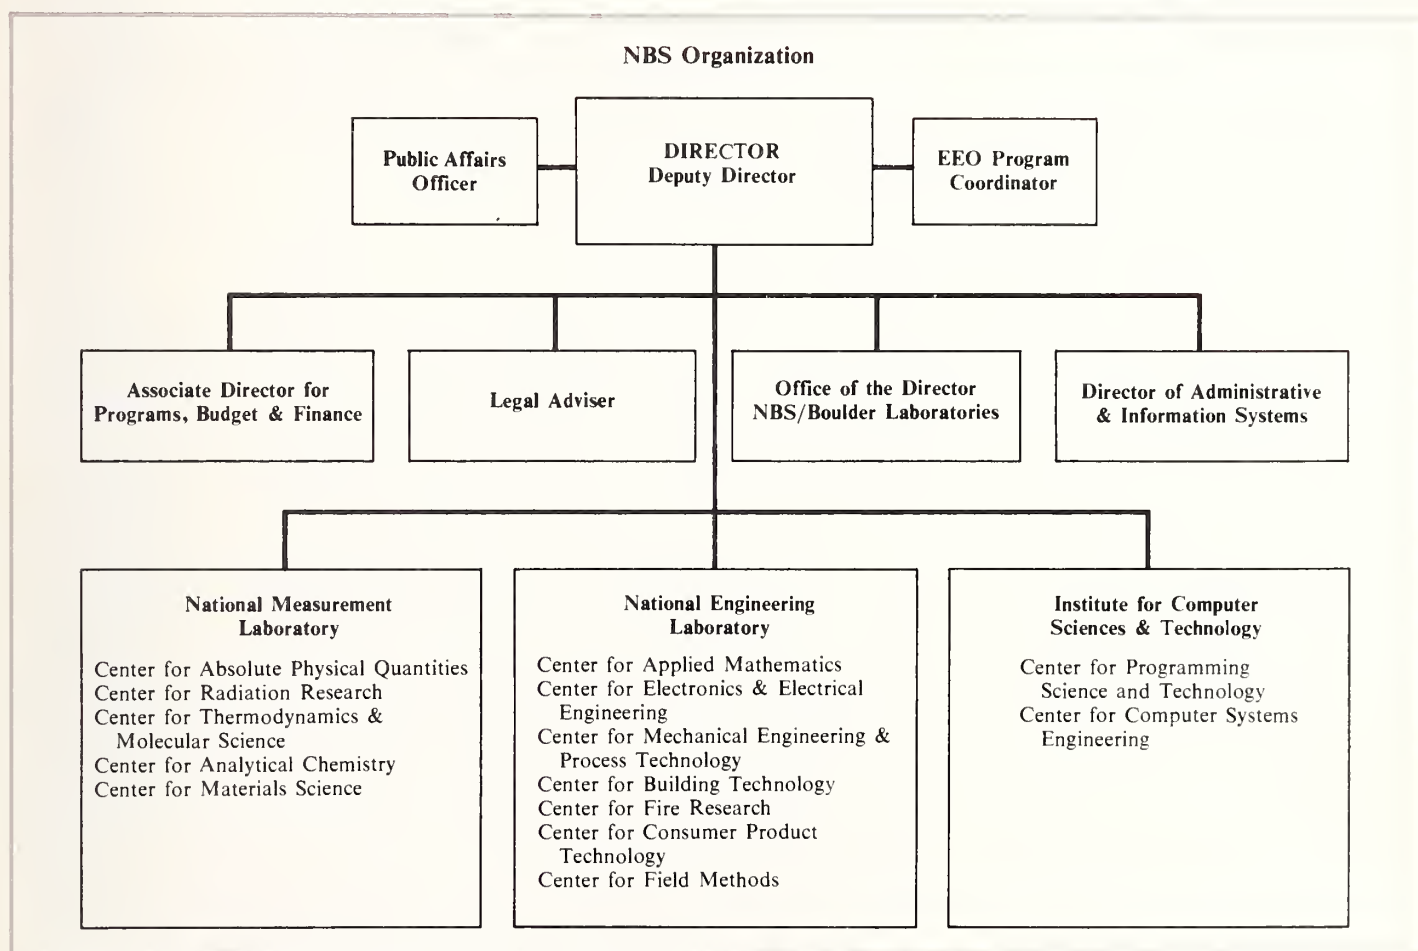 NBS Organization
Public Affairs
Officer
DIRECTOR
Deputy Director
EEO Program
Coordinator
Associate Director for
Programs, Budget & Finance
Legal Adviser
Office of the Director
NBS/Boulder Laboratories
Director of Administrative
& Information Systems
National Measurement
Laboratory
Center for Absolute Physical Quantities
Center for Radiation Research
Center for Thermodynamics &
Molecular Science
Center for Analytical Chemistry
Center for Materials Science
National Engineering
Laboratory
Center for Applied Mathematics
Center for Electronics & Electrical
Engineering
Center for Mechanical Engineering &
Process Technology
Center for Building Technology
Center for Fire Research
Center for Consumer Product
Technology
Center for Field Methods
Institute for Computer
Sciences & Technology
Center for Programming
Science and Technology
Center for Computer Systems
Engineering